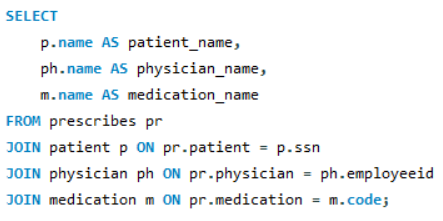 SELECT
    p.name AS patient_name,
    ph.name AS physician_name,
    m.name AS medication_name
FROM prescribes pr
JOIN patient p ON pr.patient = p.ssn
JOIN physician ph ON pr.physician = ph.employeeid
JOIN medication m ON pr.medication = m.code;